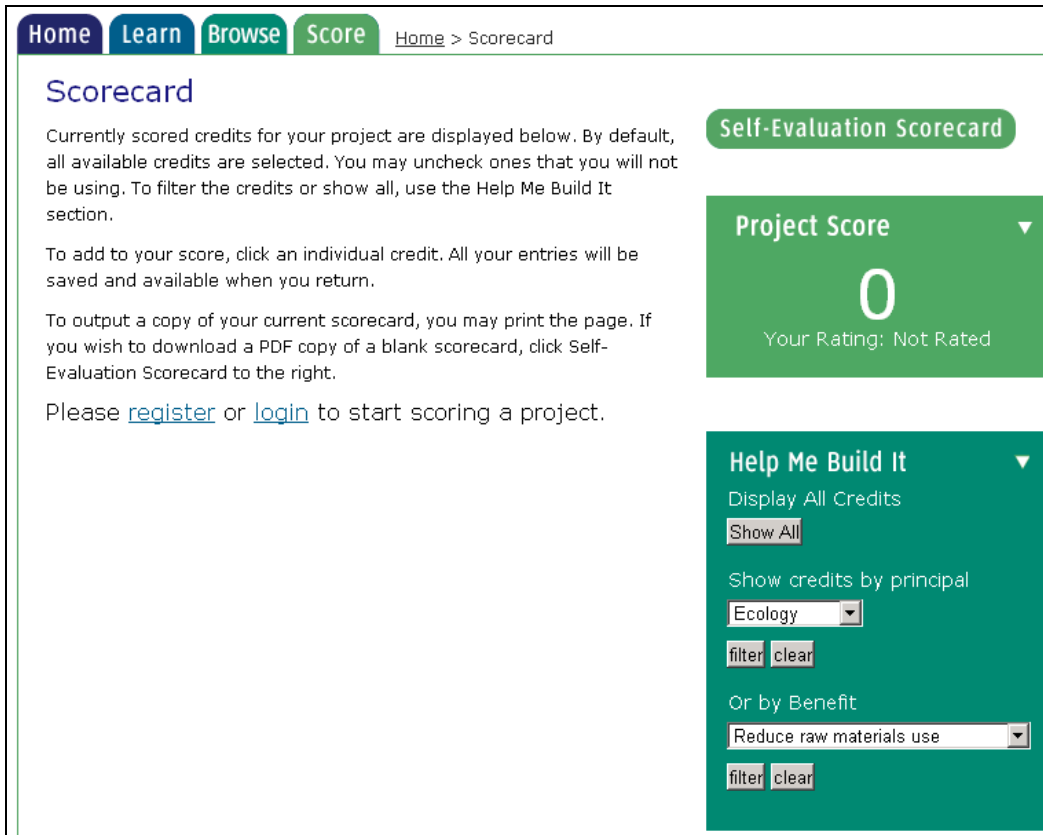 Home Learn Browse Score Home > Scorecard
Scorecard
Currently scored credits for your project are displayed below. By default,
all available credits are selected. You may uncheck ones that you will not
be using. To filter the credits or show all, use the Help Me Build It
section.
To add to your score, click an individual credit. All your entries will be
saved and available when you return.
To output a copy of your current scorecard, you may print the page. If
you wish to download a PDF copy of a blank scorecard, click Self-
Evaluation Scorecard to the right.
Please register or login to start scoring a project.
Self-Evaluation Scorecard
Project Score
0
Your Rating: Not Rated
Help Me Build It
Display All Credits
Show All
Show credits by principal
Ecology
filter clear
Or by Benefit
Reduce raw materials use
filter clear